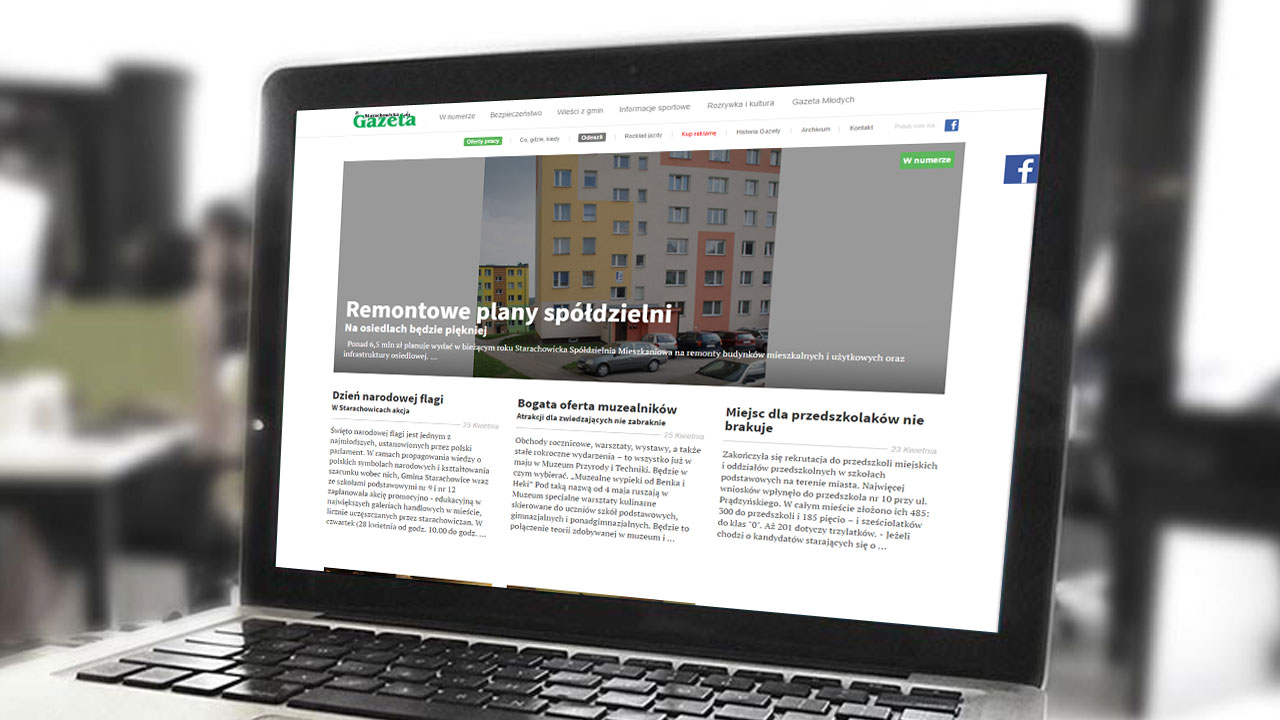 Starachowicka
Gazeta
W numerze Bezpieczeństwo Wieści z gmin Informacje sportowe Rozrywka i kultura Gazeta Młodych
Oferty pracy Co, gdzie, kiedy Odeszli Rozkład jazdy Kup reklamę Historia Gazety Archiwum Kontakt Polub nas na:
W numerze
Remontowe plany spółdzielni
Na osiedlach będzie piękniej
Ponad 6,5 mln zł planuje wydać w bieżącym roku Starachowicka Spółdzielnia Mieszkaniowa na remonty budynków mieszkalnych i użytkowych oraz
infrastruktury osiedlowej. ...
Dzień narodowej flagi
W Starachowicach akcja
25 Kwietnia
Święto narodowej flagi jest jednym z
najmłodszych, ustanowionych przez polski
parlament. W ramach propagowania wiedzy o
polskich symbolach narodowych i kształtowania
szacunku wobec nich, Gmina Starachowice wraz
ze szkołami podstawowymi nr 9 i nr 12
zaplanowała akcję promocyjno - edukacyjną w
największych galeriach handlowych w mieście,
licznie uczęszczanych przez starachowiczan. W
czwartek (28 kwietnia od godz. 10.00 do godz. ...
Bogata oferta muzealników
Atrakcji dla zwiedzających nie zabraknie
25 Kwietnia
Obchody rocznicowe, warsztaty, wystawy, a także
stałe rokroczne wydarzenia – to wszystko już w
maju w Muzeum Przyrody i Techniki. Będzie w
czym wybierać. „Muzealne wypieki od Benka i
Heki" Pod taką nazwą od 4 maja ruszają w
Muzeum specjalne warsztaty kulinarne
skierowane do uczniów szkół podstawowych,
gimnazjalnych i ponadgimnazjalnych. Będzie to
połączenie teorii zdobywanej w muzeum i ...
Miejsc dla przedszkolaków nie
brakuje
23 Kwietnia
Zakończyła się rekrutacja do przedszkoli miejskich
i oddziałów przedszkolnych w szkołach
podstawowych na terenie miasta. Najwięcej
wniosków wpłynęło do przedszkola nr 10 przy ul.
Prądzyńskiego. W całym mieście złożono ich 485:
300 do przedszkoli i 185 pięcio – i sześciolatków
do klas "0". Aż 201 dotyczy trzylatków. - Jeżeli
chodzi o kandydatów starających się o ...